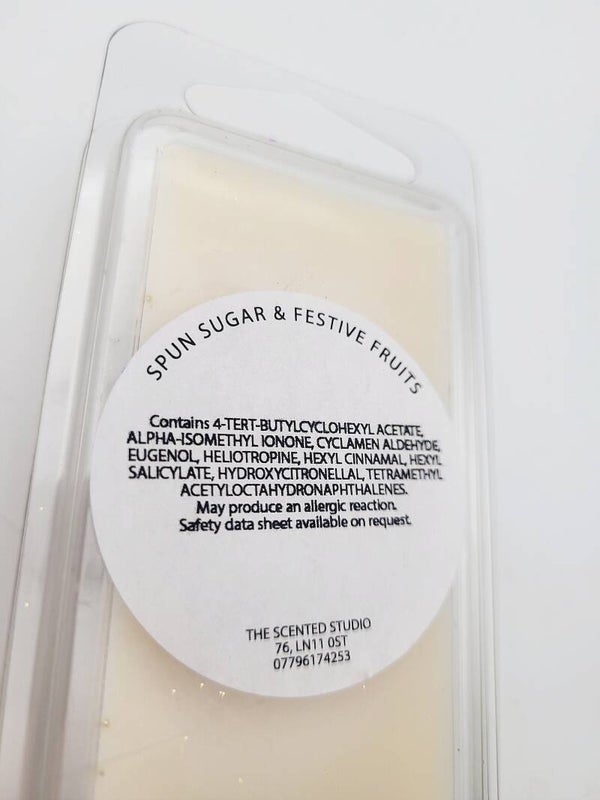 SPUN SUGAR & FESTIVE FRUITS
Contains 4-TERT-BUTYLCYCLOHEXYL ACETATE,
ALPHA-ISOMETHYL IONONE, CYCLAMEN ALDEHYDE,
EUGENOL, HELIOTROPINE, HEXYL CINNAMAL, HEXYL
SALICYLATE, HYDROXYCITRONELLAL, TETRAMETHYL
ACETYLOCTAHYDRONAPHTHALENES.
May produce an allergic reaction.
Safety data sheet available on request.
THE SCENTED STUDIO
76, LN11 0ST
07796174253